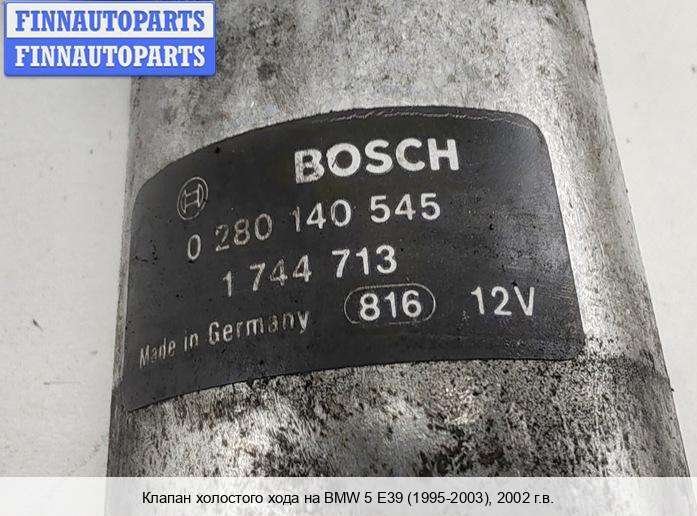 FINNAUTOPARTS
FINNAUTOPARTS
BOSCH
0 280 140 545
1 744 713
Made in Germany 816 12V
Клапан холостого хода на BMW 5 E39 (1995-2003), 2002 г.в.